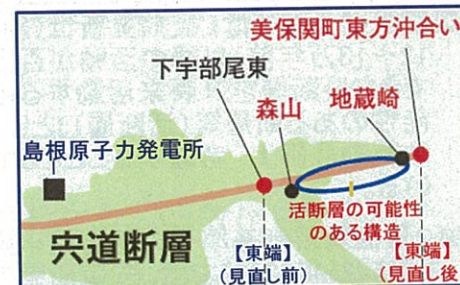 美保関町東方沖合い
下宇部尾東
森山
地蔵崎
島根原子力発電所
活断層の可能性
のある構造
宍道断層
【東端】
(見直し前)
【東端】
(見直し後